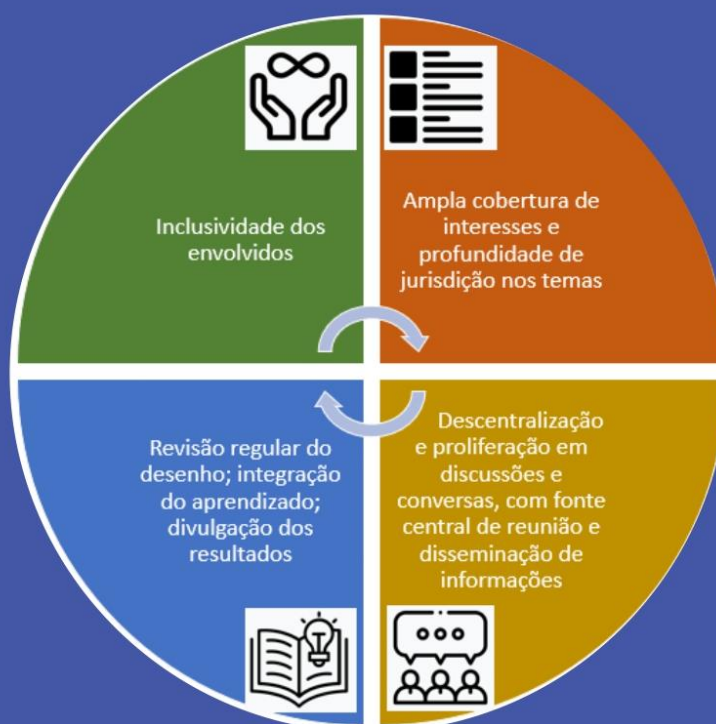 Inclusividade dos
envolvidos
Ampla cobertura de
interesses e
profundidade de
jurisdição nos temas
Revisão regular do
desenho; integração
do aprendizado;
divulgação dos
resultados
Descentralização
e proliferação em
discussões e
conversas, com fonte
central de reunião e
disseminação de
informações